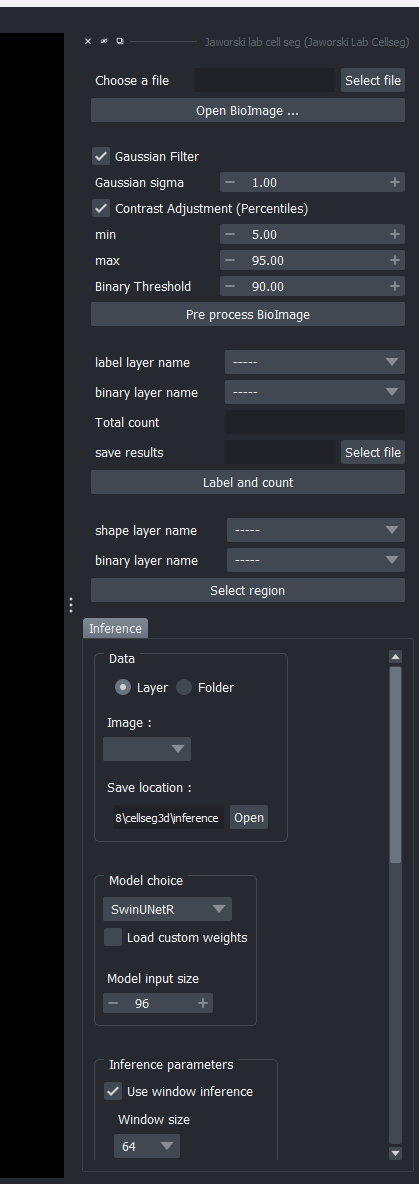 Jaworski lab cell seg (Jaworski Lab Cellseg)
Choose a file Select file
Open BioImage ...
Gaussian Filter
Gaussian sigma − 1.00 +
Contrast Adjustment (Percentiles)
min − 5.00 +
max − 95.00 +
Binary Threshold − 90.00 +
Pre process BioImage
label layer name -----
binary layer name -----
Total count
save results Select file
Label and count
shape layer name -----
binary layer name -----
Select region
Inference
Data
Layer Folder
Image :
Save location :
8\cellseg3d\inference Open
Model choice
SwinUNetR
Load custom weights
Model input size
− 96 +
Inference parameters
Use window inference
Window size
64